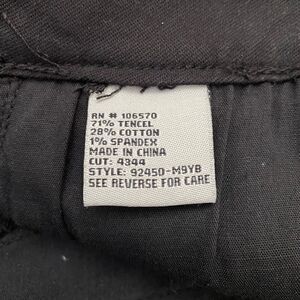 RN # 106570
71% TENCEL
28% COTTON
1% SPANDEX
MADE IN CHINA
CUT: 4344
STYLE: 9245D-M9YB
SEE REVERSE FOR CARE